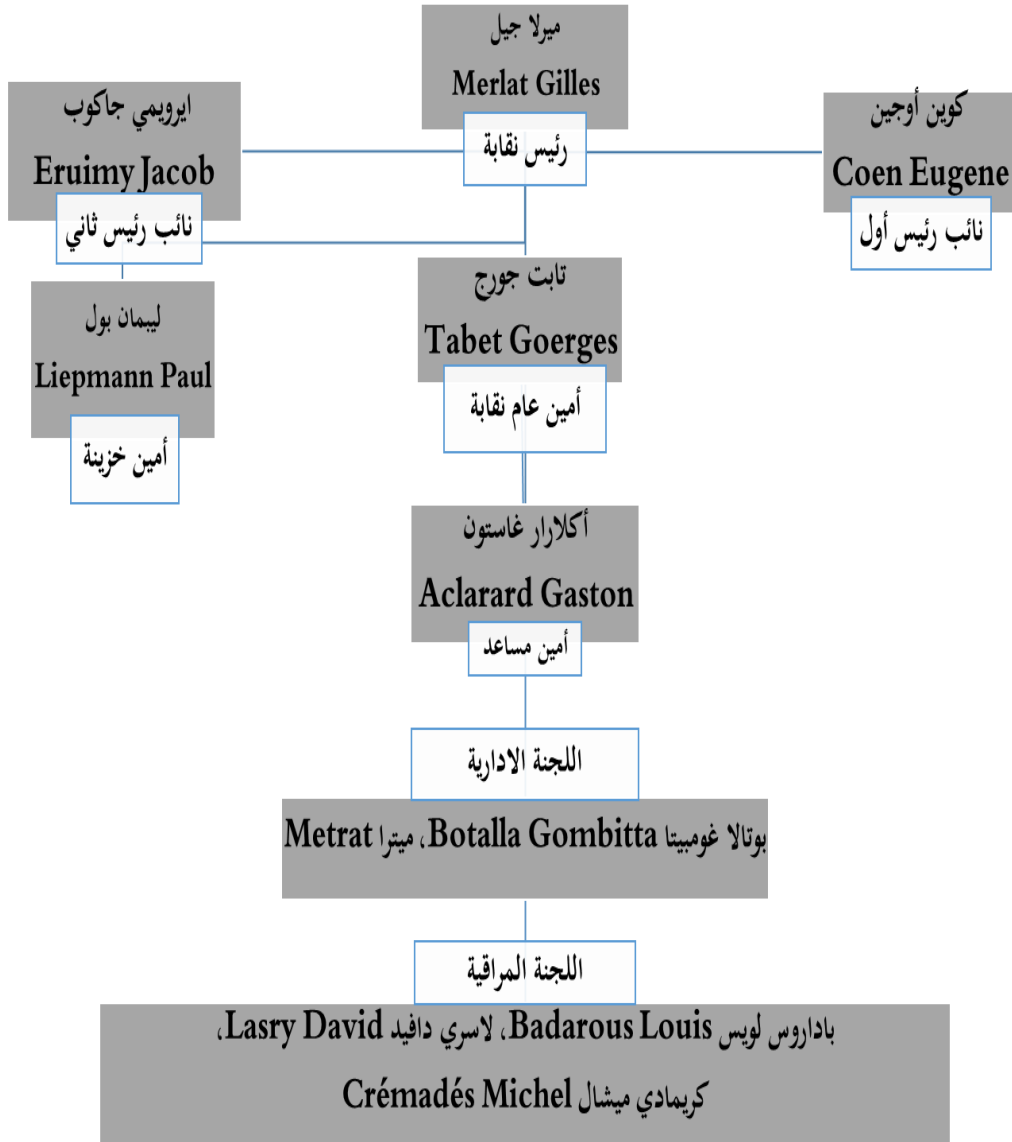 ميرلا جيل
Merlat Gilles
رئيس نقابة
كوين أوجين
Coen Eugene
نائب رئيس أول
ايرويمي جاكوب
Eruimy Jacob
نائب رئيس ثاني
تابت جورج
Tabet Goerges
أمين عام نقابة
ليبمان بول
Liepmann Paul
أمين خزينة
أكلارار غاستون
Aclarard Gaston
أمين مساعد
اللجنة الادارية
بوتالا غومبيتا Botalla Gombitta، ميترا Metrat
اللجنة المراقية
باداروس لويس Badarous Louis، لاسري دافيد Lasry David،
كريمادي ميشال Crémadés Michel